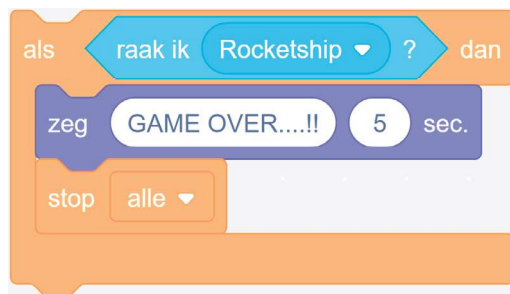 als raak ik Rocketship ? dan
zeg GAME OVER....!! 5 sec.
stop alle